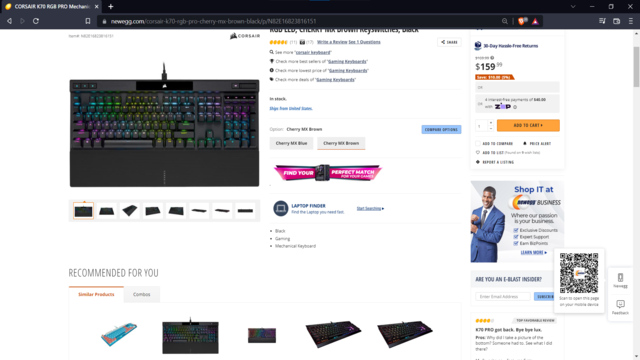 CORSAIR K70 RGB PRO Mechanic
newegg.com/corsair-k70-rgb-pro-cherry-mx-brown-black/p/N82E16823816151
Item#: N82E16823816151
CORSAIR
RGB LED, CHERRY MX Brown Keyswitches, Black
Write a Review
See 7 Questions
SHARE
See more "corsair keyboard"
Check more best sellers of "Gaming Keyboards"
Check more lowest price of "Gaming Keyboards"
Check more deals of "Gaming Keyboards"
In stock.
Ships from United States.
Option: Cherry MX Brown
COMPARE OPTIONS
Cherry MX Blue
Cherry MX Brown
FIND YOUR PERFECT MATCH
FOR YOUR GAMES
LAPTOP FINDER
Find the laptop you need fast.
Start Searching
Black
Gaming
Mechanical Keyboard
30-Day Hassle-Free Returns
$159.99
OR
OR
4 interest-free payments of $40.00
with Zip
1
ADD TO CART
ADD TO COMPARE
PRICE ALERT
ADD TO LIST
REPORT A LISTING
Shop IT at
newegg BUSINESS
Where our passion
is your business.
Exclusive Discounts
Expert Support
Earn BizPoints
LEARN MORE
Scan to open this page
on your mobile device
Newegg
Feedback
ARE YOU AN E-BLAST INSIDER?
Enter Email Address
SUBSCRIBE
RECOMMENDED FOR YOU
Similar Products
Combos
TOP FAVORABLE REVIEW
K70 PRO got back. Bye bye lux.
Pros: Why did I take a picture of the
bottom? Someone had to. See what I did
there?